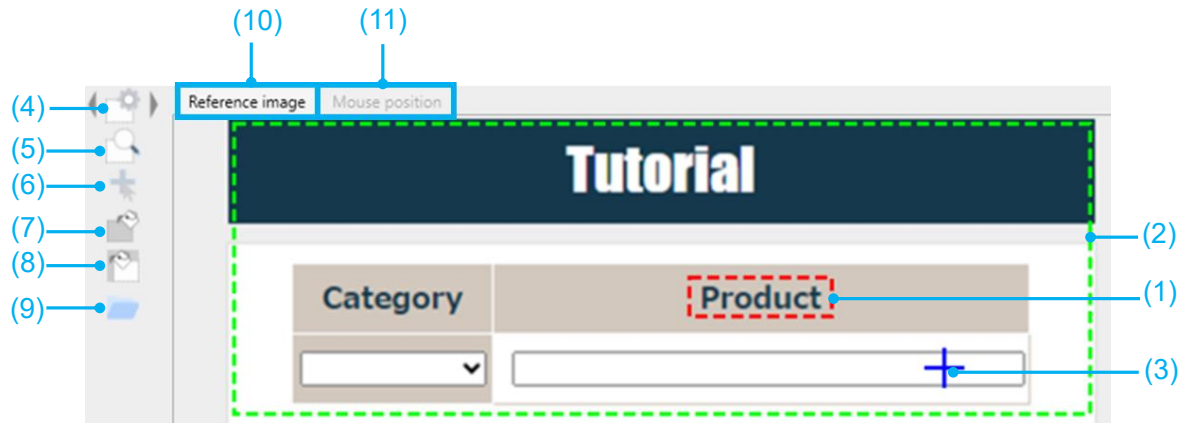 (10) (11)
(4) Reference image Mouse position
(5) Tutorial
(6)
(7)
(2)
(8)
(9) Category Product (1)
(3)